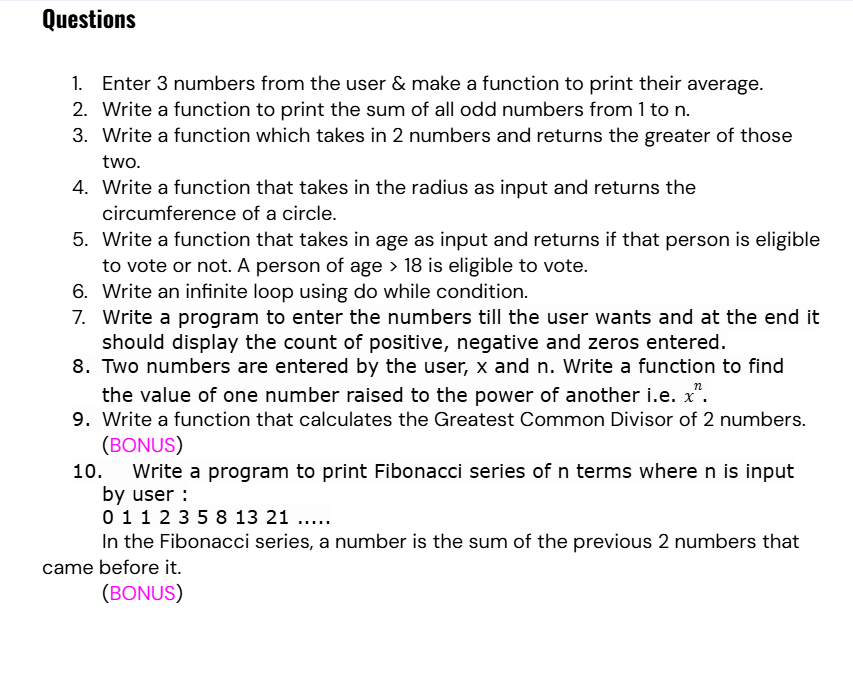 Questions
1. Enter 3 numbers from the user & make a function to print their average.
2. Write a function to print the sum of all odd numbers from 1 to n.
3. Write a function which takes in 2 numbers and returns the greater of those
two.
4. Write a function that takes in the radius as input and returns the
circumference of a circle.
5. Write a function that takes in age as input and returns if that person is eligible
to vote or not. A person of age > 18 is eligible to vote.
6. Write an infinite loop using do while condition.
7. Write a program to enter the numbers till the user wants and at the end it
should display the count of positive, negative and zeros entered.
8. Two numbers are entered by the user, x and n. Write a function to find
the value of one number raised to the power of another i.e. xⁿ.
9. Write a function that calculates the Greatest Common Divisor of 2 numbers.
(BONUS)
10. Write a program to print Fibonacci series of n terms where n is input
by user :
0 1 1 2 3 5 8 13 21 .....
In the Fibonacci series, a number is the sum of the previous 2 numbers that
came before it.
(BONUS)